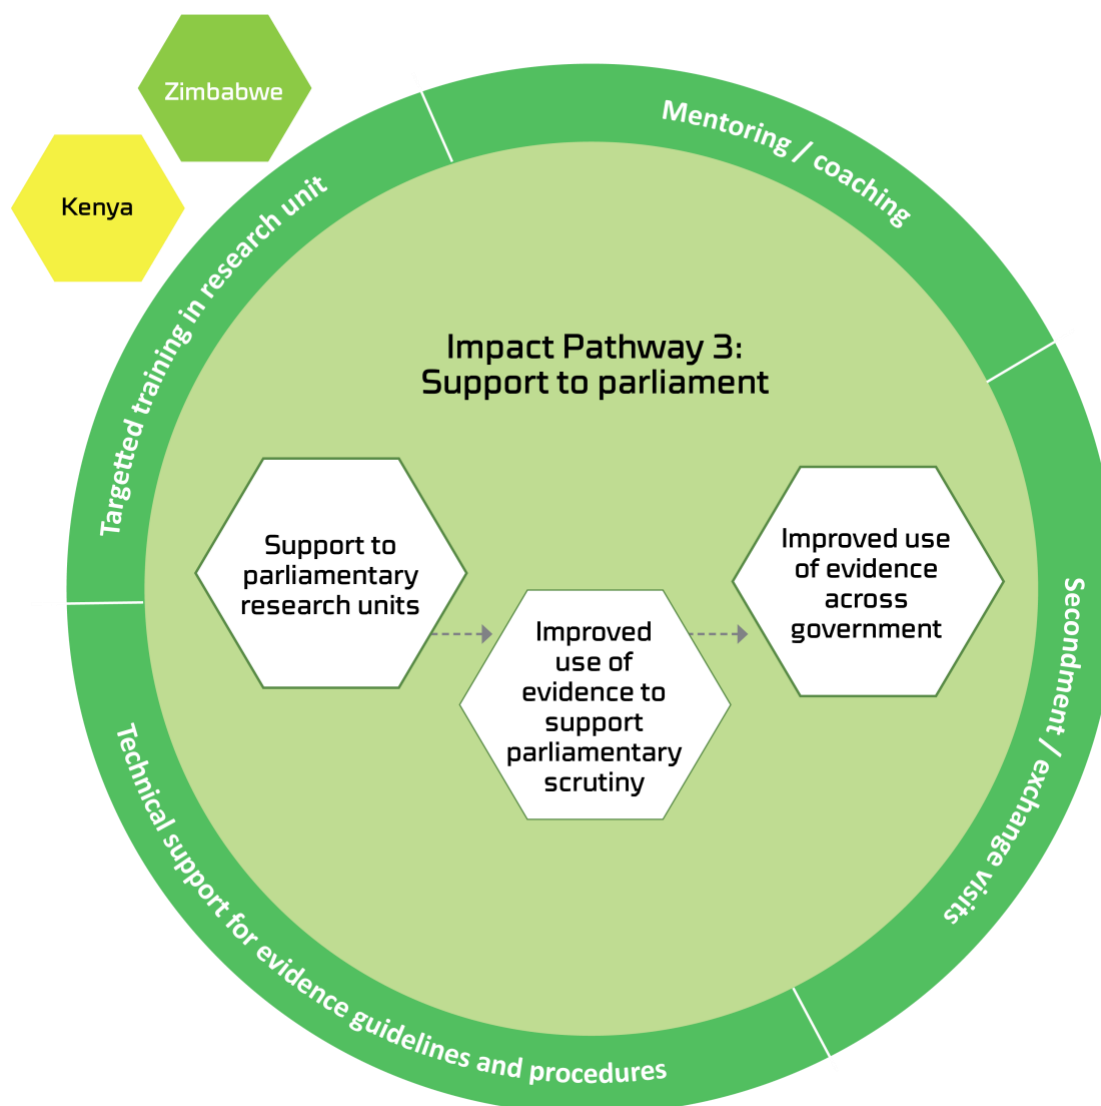 Zimbabwe
Kenya
Targetted training in research unit
Mentoring / coaching
Secondment / exchange visits
Technical support for evidence guidelines and procedures
Impact Pathway 3:
Support to parliament
Support to
parliamentary
research units
Improved
use of
evidence to
support
parliamentary
scrutiny
Improved use
of evidence
across
government